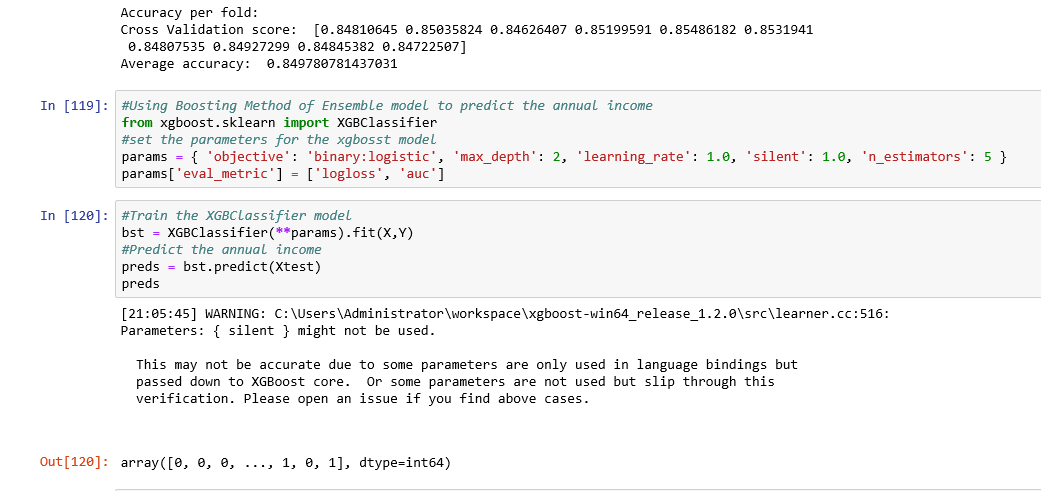 Accuracy per fold:
Cross Validation score:  [0.84810645 0.85035824 0.84626407 0.85199591 0.85486182 0.8531941
 0.84807535 0.84927299 0.84845382 0.84722507]
Average accuracy:  0.849780781437031
In [119]: #Using Boosting Method of Ensemble model to predict the annual income
from xgboost.sklearn import XGBClassifier
#set the parameters for the xgbosst model
params = { 'objective': 'binary:logistic', 'max_depth': 2, 'learning_rate': 1.0, 'silent': 1.0, 'n_estimators': 5 }
params['eval_metric'] = ['logloss', 'auc']
In [120]: #Train the XGBClassifier model
bst = XGBClassifier(**params).fit(X,Y)
#Predict the annual income
preds = bst.predict(Xtest)
preds
[21:05:45] WARNING: C:\Users\Administrator\workspace\xgboost-win64_release_1.2.0\src\learner.cc:516:
Parameters: { silent } might not be used.
  This may not be accurate due to some parameters are only used in language bindings but
  passed down to XGBoost core.  Or some parameters are not used but slip through this
  verification. Please open an issue if you find above cases.
Out[120]: array([0, 0, 0, ..., 1, 0, 1], dtype=int64)